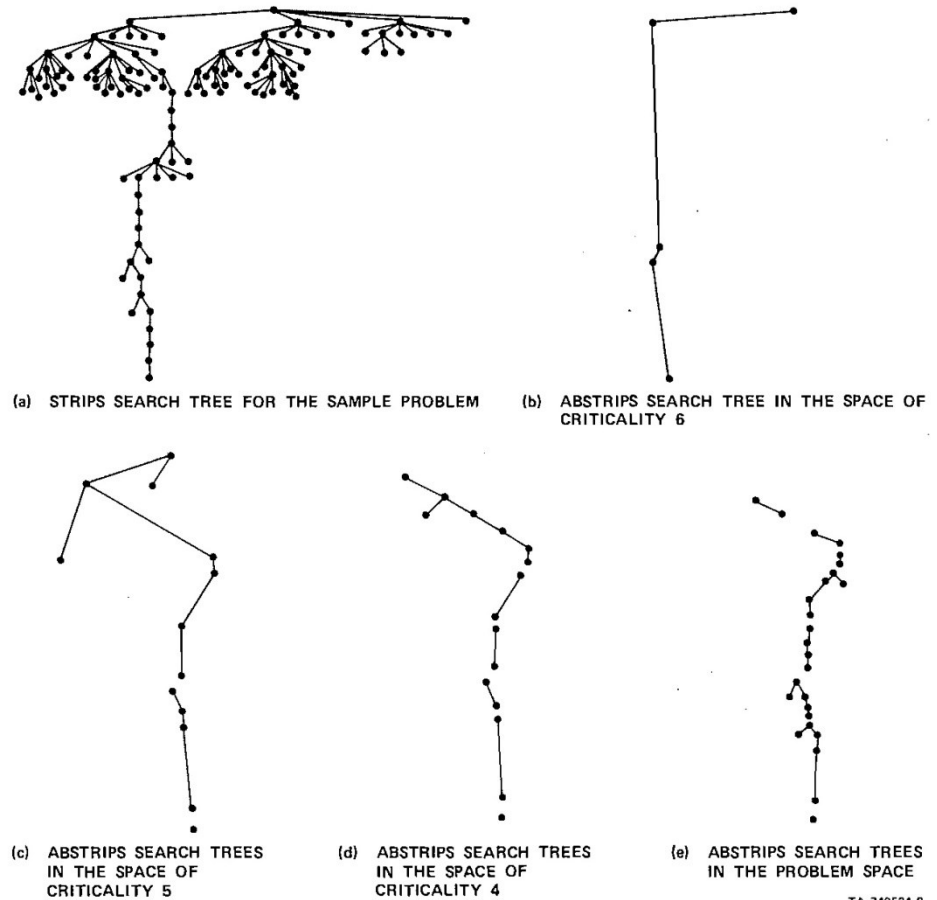 (a) STRIPS SEARCH TREE FOR THE SAMPLE PROBLEM
(b) ABSTRIPS SEARCH TREE IN THE SPACE OF
CRITICALITY 6
(c) ABSTRIPS SEARCH TREES
IN THE SPACE OF
CRITICALITY 5
(d) ABSTRIPS SEARCH TREES
IN THE SPACE OF
CRITICALITY 4
(e) ABSTRIPS SEARCH TREES
IN THE PROBLEM SPACE